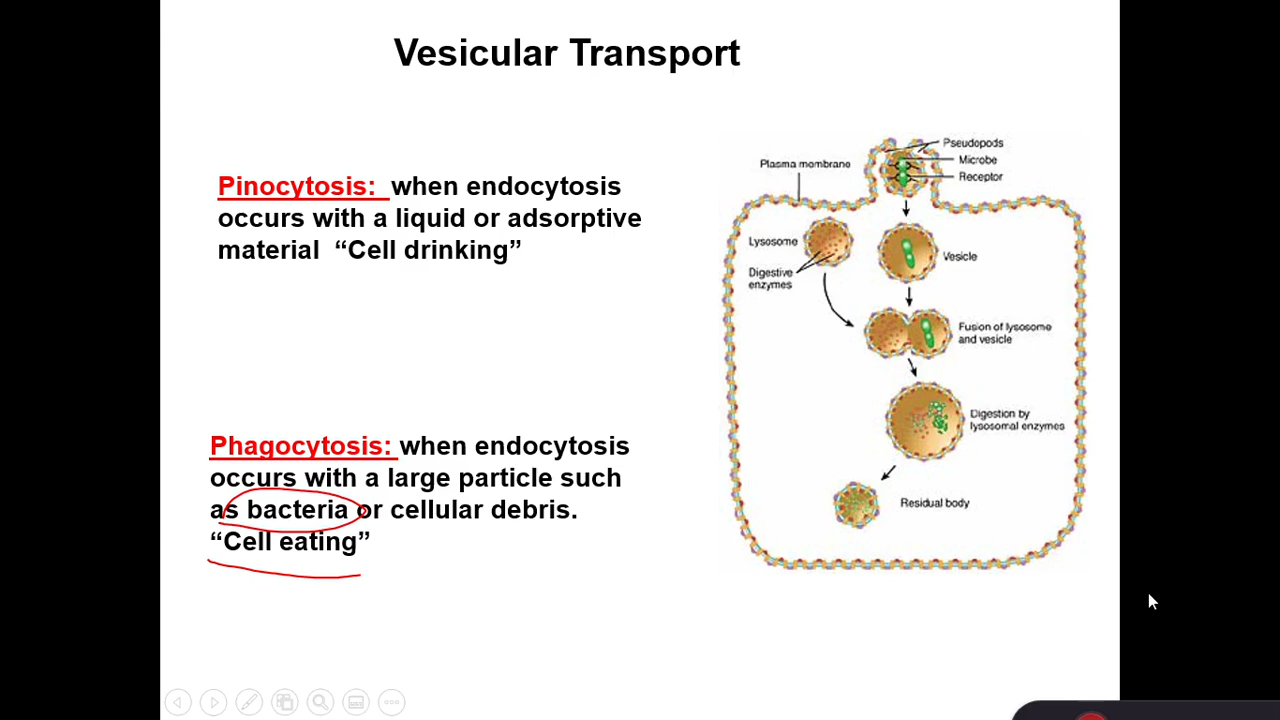 Vesicular Transport
Pinocytosis: when endocytosis
occurs with a liquid or adsorptive
material “Cell drinking”
Phagocytosis: when endocytosis
occurs with a large particle such
as bacteria or cellular debris.
“Cell eating”
Pseudopods
Plasma membrane
Microbe
Receptor
Lysosome
Vesicle
Digestive
enzymes
Fusion of lysosome
and vesicle
Digestion by
lysosomal enzymes
Residual body